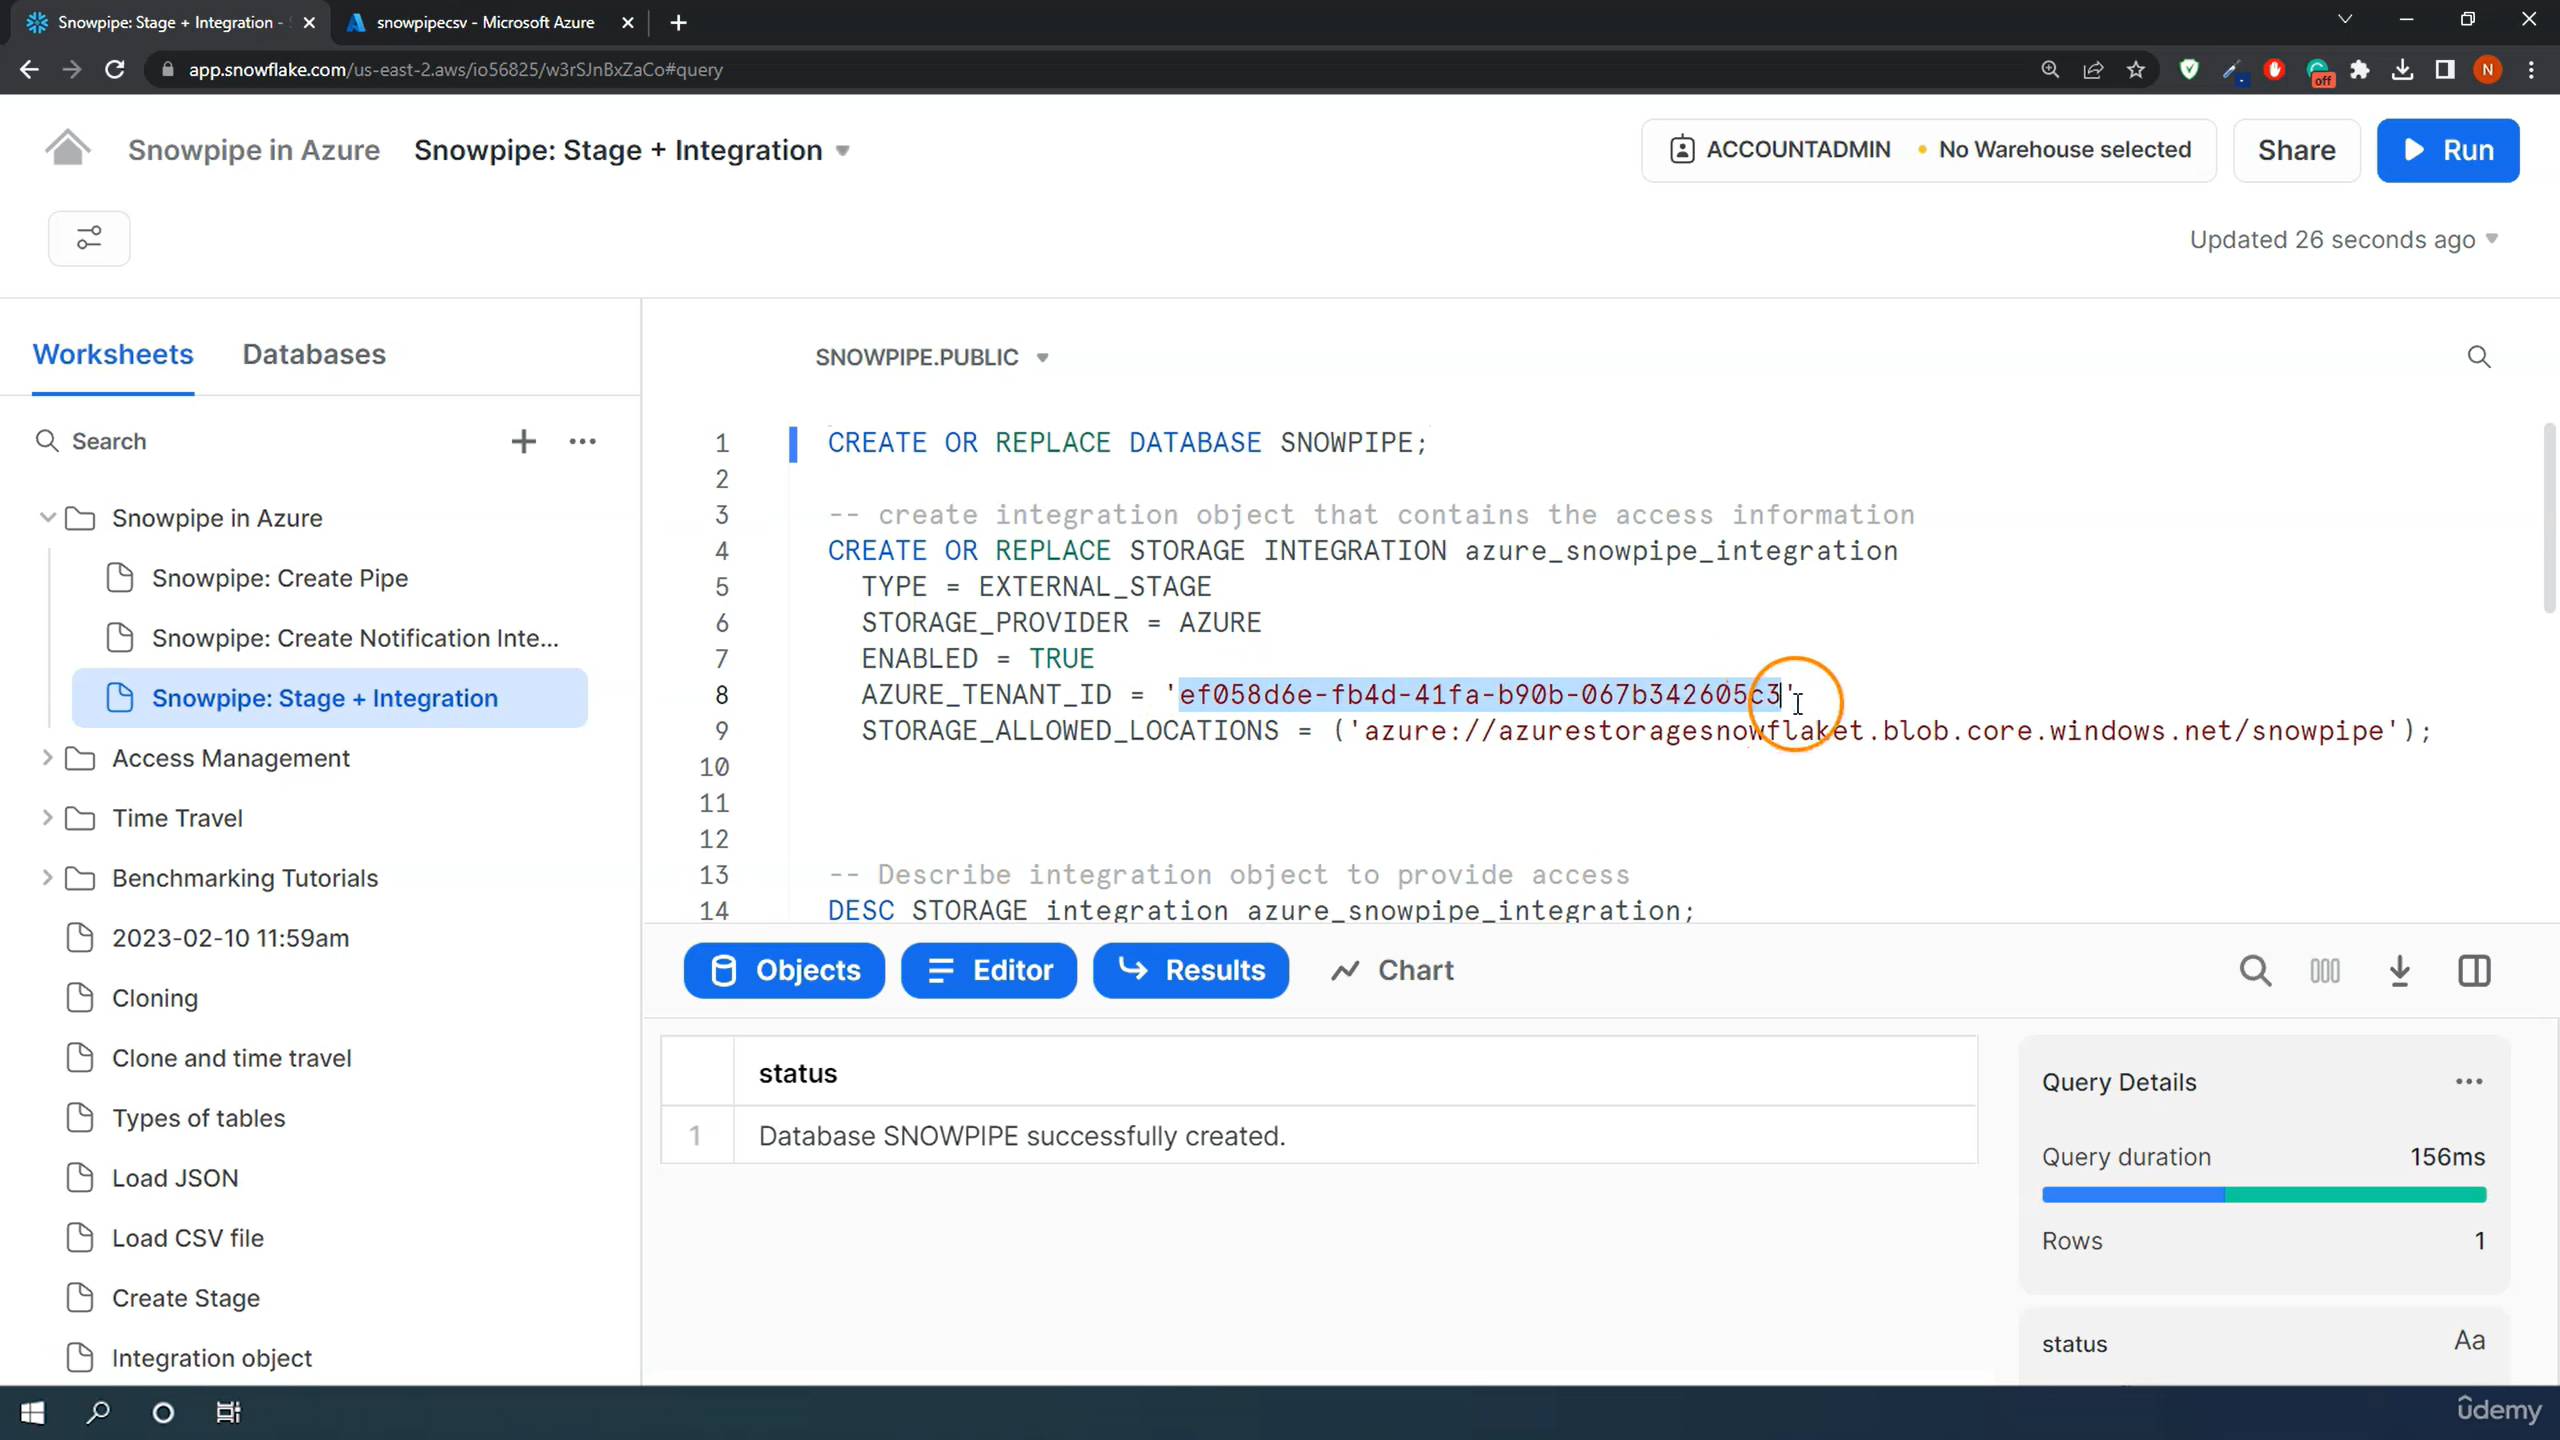 Snowpipe: Stage + Integration - S
snowpipecsv - Microsoft Azure
app.snowflake.com/us-east-2.aws/io56825/w3rSJnBxZaCo#query
off
N
Snowpipe in Azure
Snowpipe: Stage + Integration
ACCOUNTADMIN
No Warehouse selected
Share
Run
Updated 26 seconds ago
Worksheets
Databases
Search
Snowpipe in Azure
Snowpipe: Create Pipe
Snowpipe: Create Notification Inte...
Snowpipe: Stage + Integration
Access Management
Time Travel
Benchmarking Tutorials
2023-02-10 11:59am
Cloning
Clone and time travel
Types of tables
Load JSON
Load CSV file
Create Stage
Integration object
SNOWPIPE.PUBLIC
1 CREATE OR REPLACE DATABASE SNOWPIPE;
2
3 -- create integration object that contains the access information
4 CREATE OR REPLACE STORAGE INTEGRATION azure_snowpipe_integration
5 TYPE = EXTERNAL_STAGE
6 STORAGE_PROVIDER = AZURE
7 ENABLED = TRUE
8 AZURE_TENANT_ID = 'ef058d6e-fb4d-41fa-b90b-067b342605c3'
9 STORAGE_ALLOWED_LOCATIONS = ('azure://azurestoragesnowflaket.blob.core.windows.net/snowpipe');
10
11
12
13 -- Describe integration object to provide access
14 DESC STORAGE integration azure_snowpipe_integration;
Objects
Editor
Results
Chart
status
1 Database SNOWPIPE successfully created.
Query Details
Query duration 156ms
Rows 1
status Aa
ûdemy